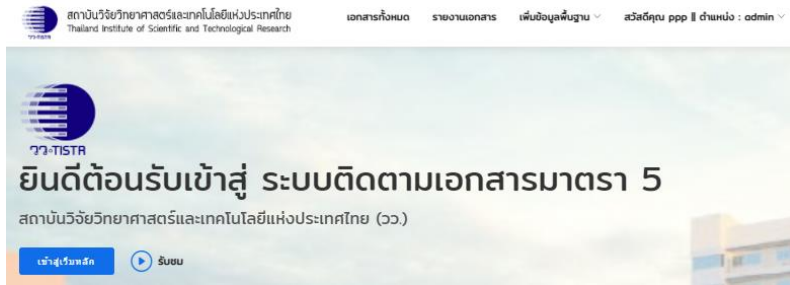 สถาบันวิจัยวิทยาศาสตร์และเทคโนโลยีแห่งประเทศไทย
Thailand Institute of Scientific and Technological Research
วว•TISTR
เอกสารทั้งหมด รายงานเอกสาร เพิ่มข้อมูลพื้นฐาน สวัสดีคุณ ppp || ตำแหน่ง : admin
วว•TISTR
ยินดีต้อนรับเข้าสู่ ระบบติดตามเอกสารมาตรา 5
สถาบันวิจัยวิทยาศาสตร์และเทคโนโลยีแห่งประเทศไทย (วว.)
เข้าสู่เว็บหลัก รับชม